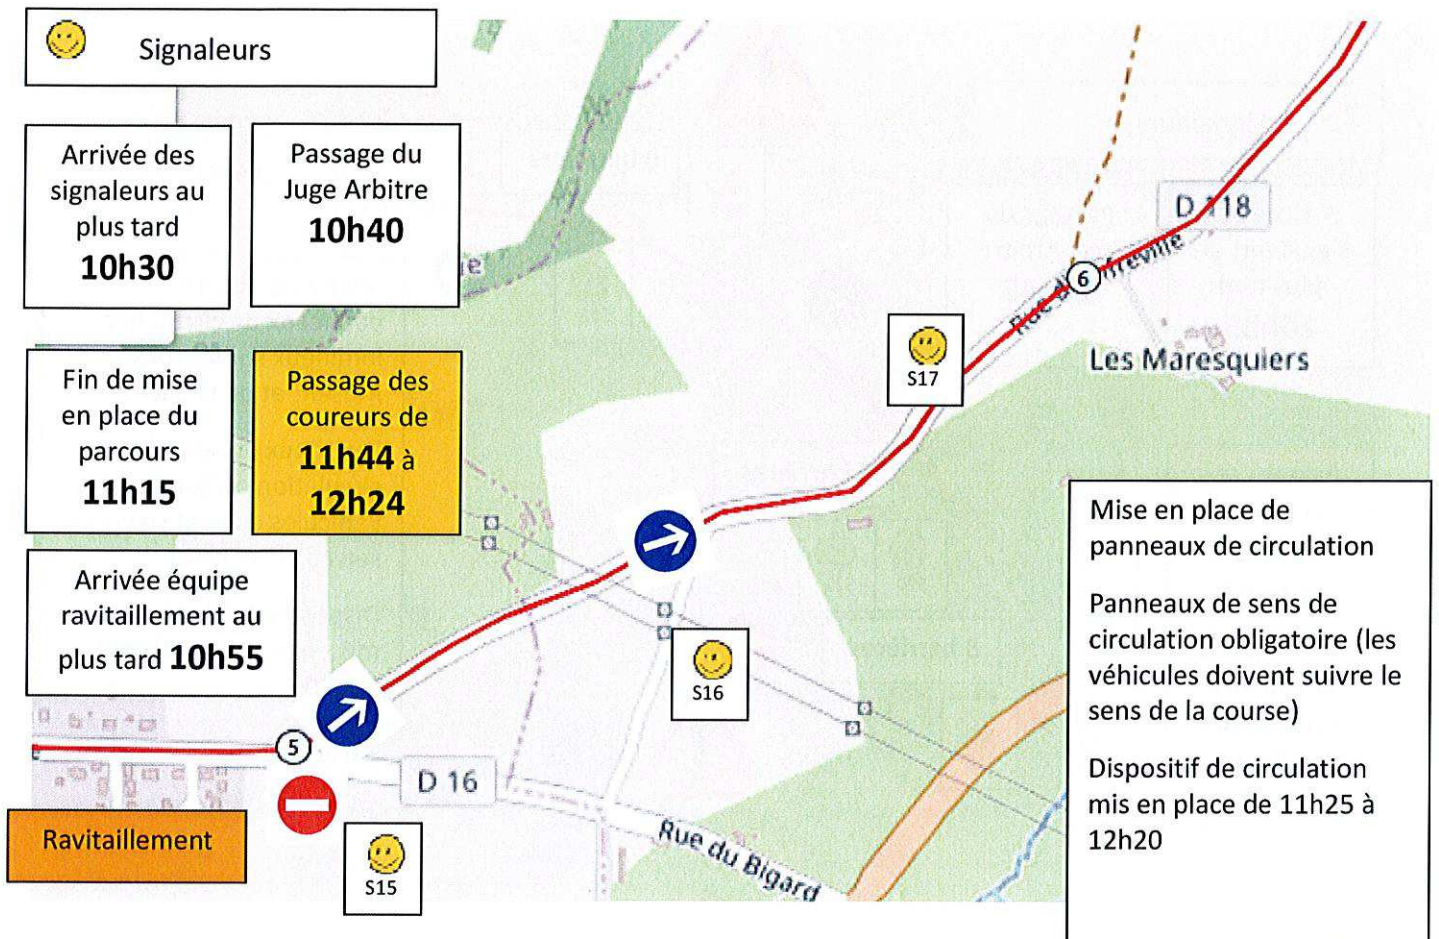 Signaleurs
Arrivée des
signaleurs au
plus tard
10h30
Passage du
Juge Arbitre
10h40
Fin de mise
en place du
parcours
11h15
Passage des
coureurs de
11h44 à
12h24
Arrivée équipe
ravitaillement au
plus tard 10h55
D 118
6
S17
Les Maresquiers
S16
5
D 16
Rue du Bigard
S15
Ravitaillement
Mise en place de
panneaux de circulation
Panneaux de sens de
circulation obligatoire (les
véhicules doivent suivre le
sens de la course)
Dispositif de circulation
mis en place de 11h25 à
12h20